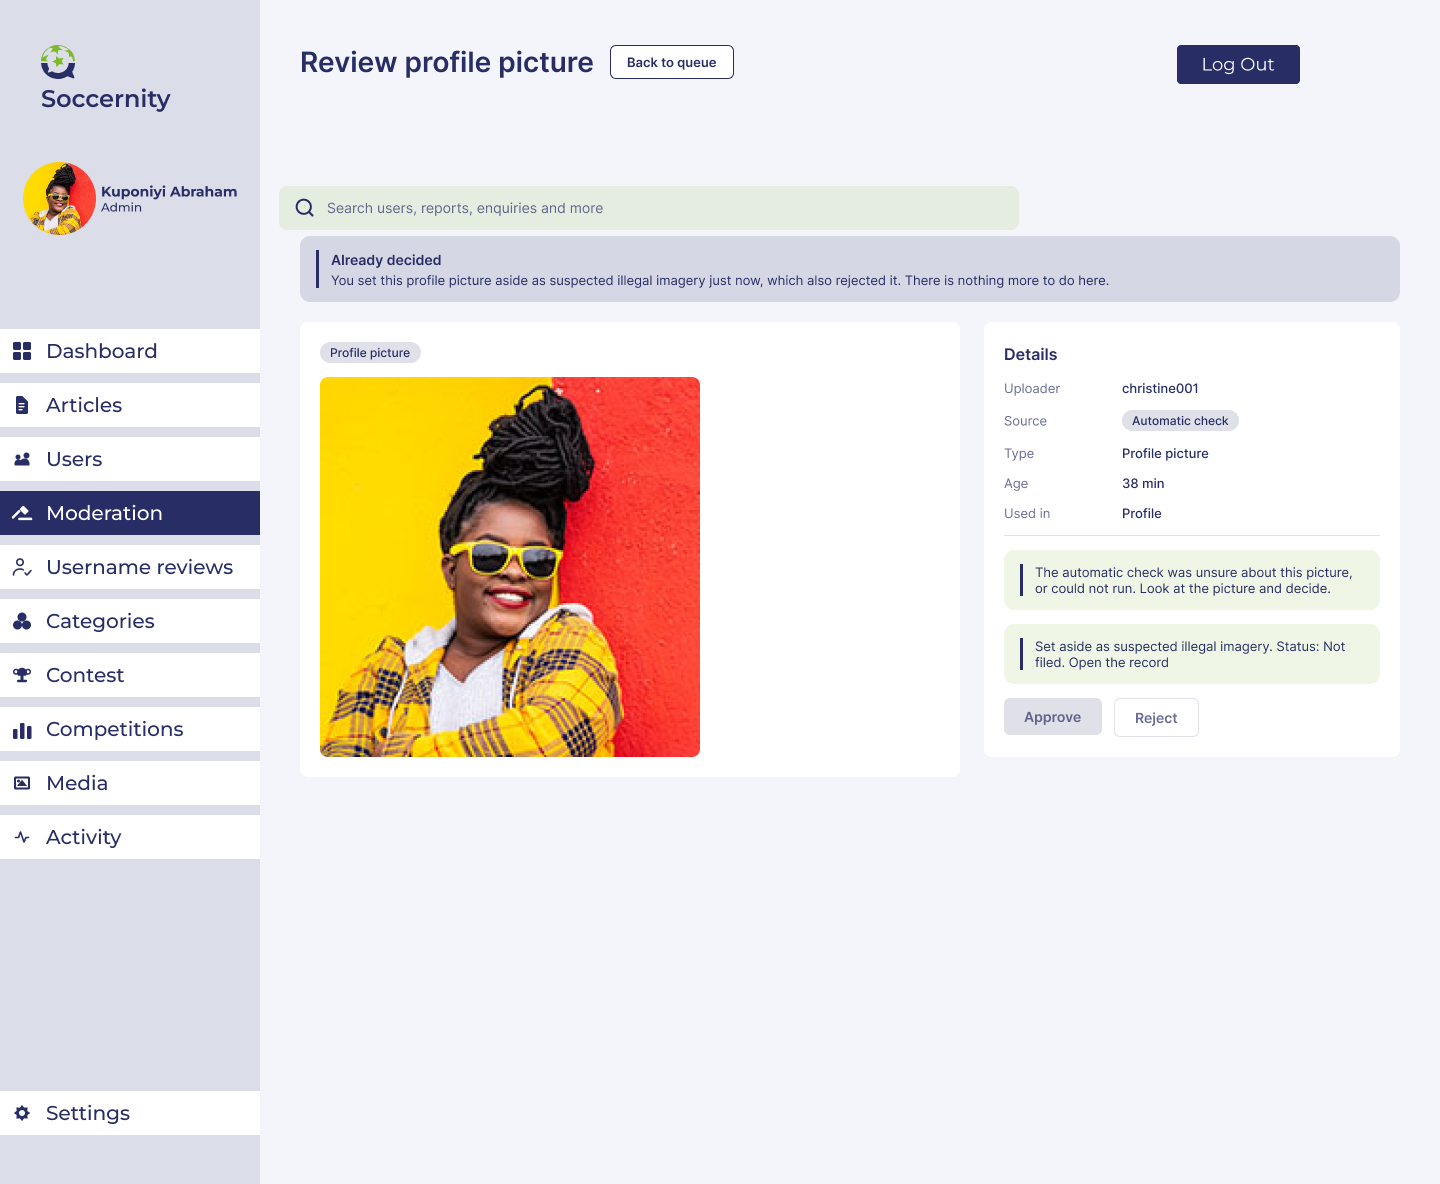 Soccernity
Kuponiyi Abraham
Admin
Dashboard
Articles
Users
Moderation
Username reviews
Categories
Contest
Competitions
Media
Activity
Settings
Review profile picture
Back to queue
Log Out
Search users, reports, enquiries and more
Already decided
You set this profile picture aside as suspected illegal imagery just now, which also rejected it. There is nothing more to do here.
Profile picture
Details
Uploader christine001
Source Automatic check
Type Profile picture
Age 38 min
Used in Profile
The automatic check was unsure about this picture,
or could not run. Look at the picture and decide.
Set aside as suspected illegal imagery. Status: Not
filed. Open the record
Approve Reject